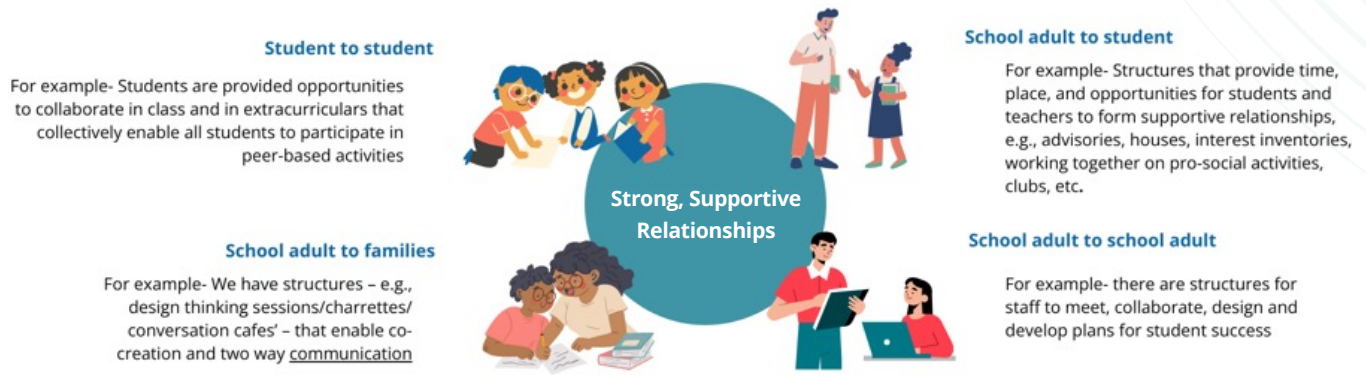 Student to student
For example- Students are provided opportunities
to collaborate in class and in extracurriculars that
collectively enable all students to participate in
peer-based activities
School adult to student
For example- Structures that provide time,
place, and opportunities for students and
teachers to form supportive relationships,
e.g., advisories, houses, interest inventories,
working together on pro-social activities,
clubs, etc.
Strong, Supportive
Relationships
School adult to families
For example- We have structures – e.g.,
design thinking sessions/charrettes/
conversation cafes’ – that enable co-
creation and two way communication
School adult to school adult
For example- there are structures for
staff to meet, collaborate, design and
develop plans for student success